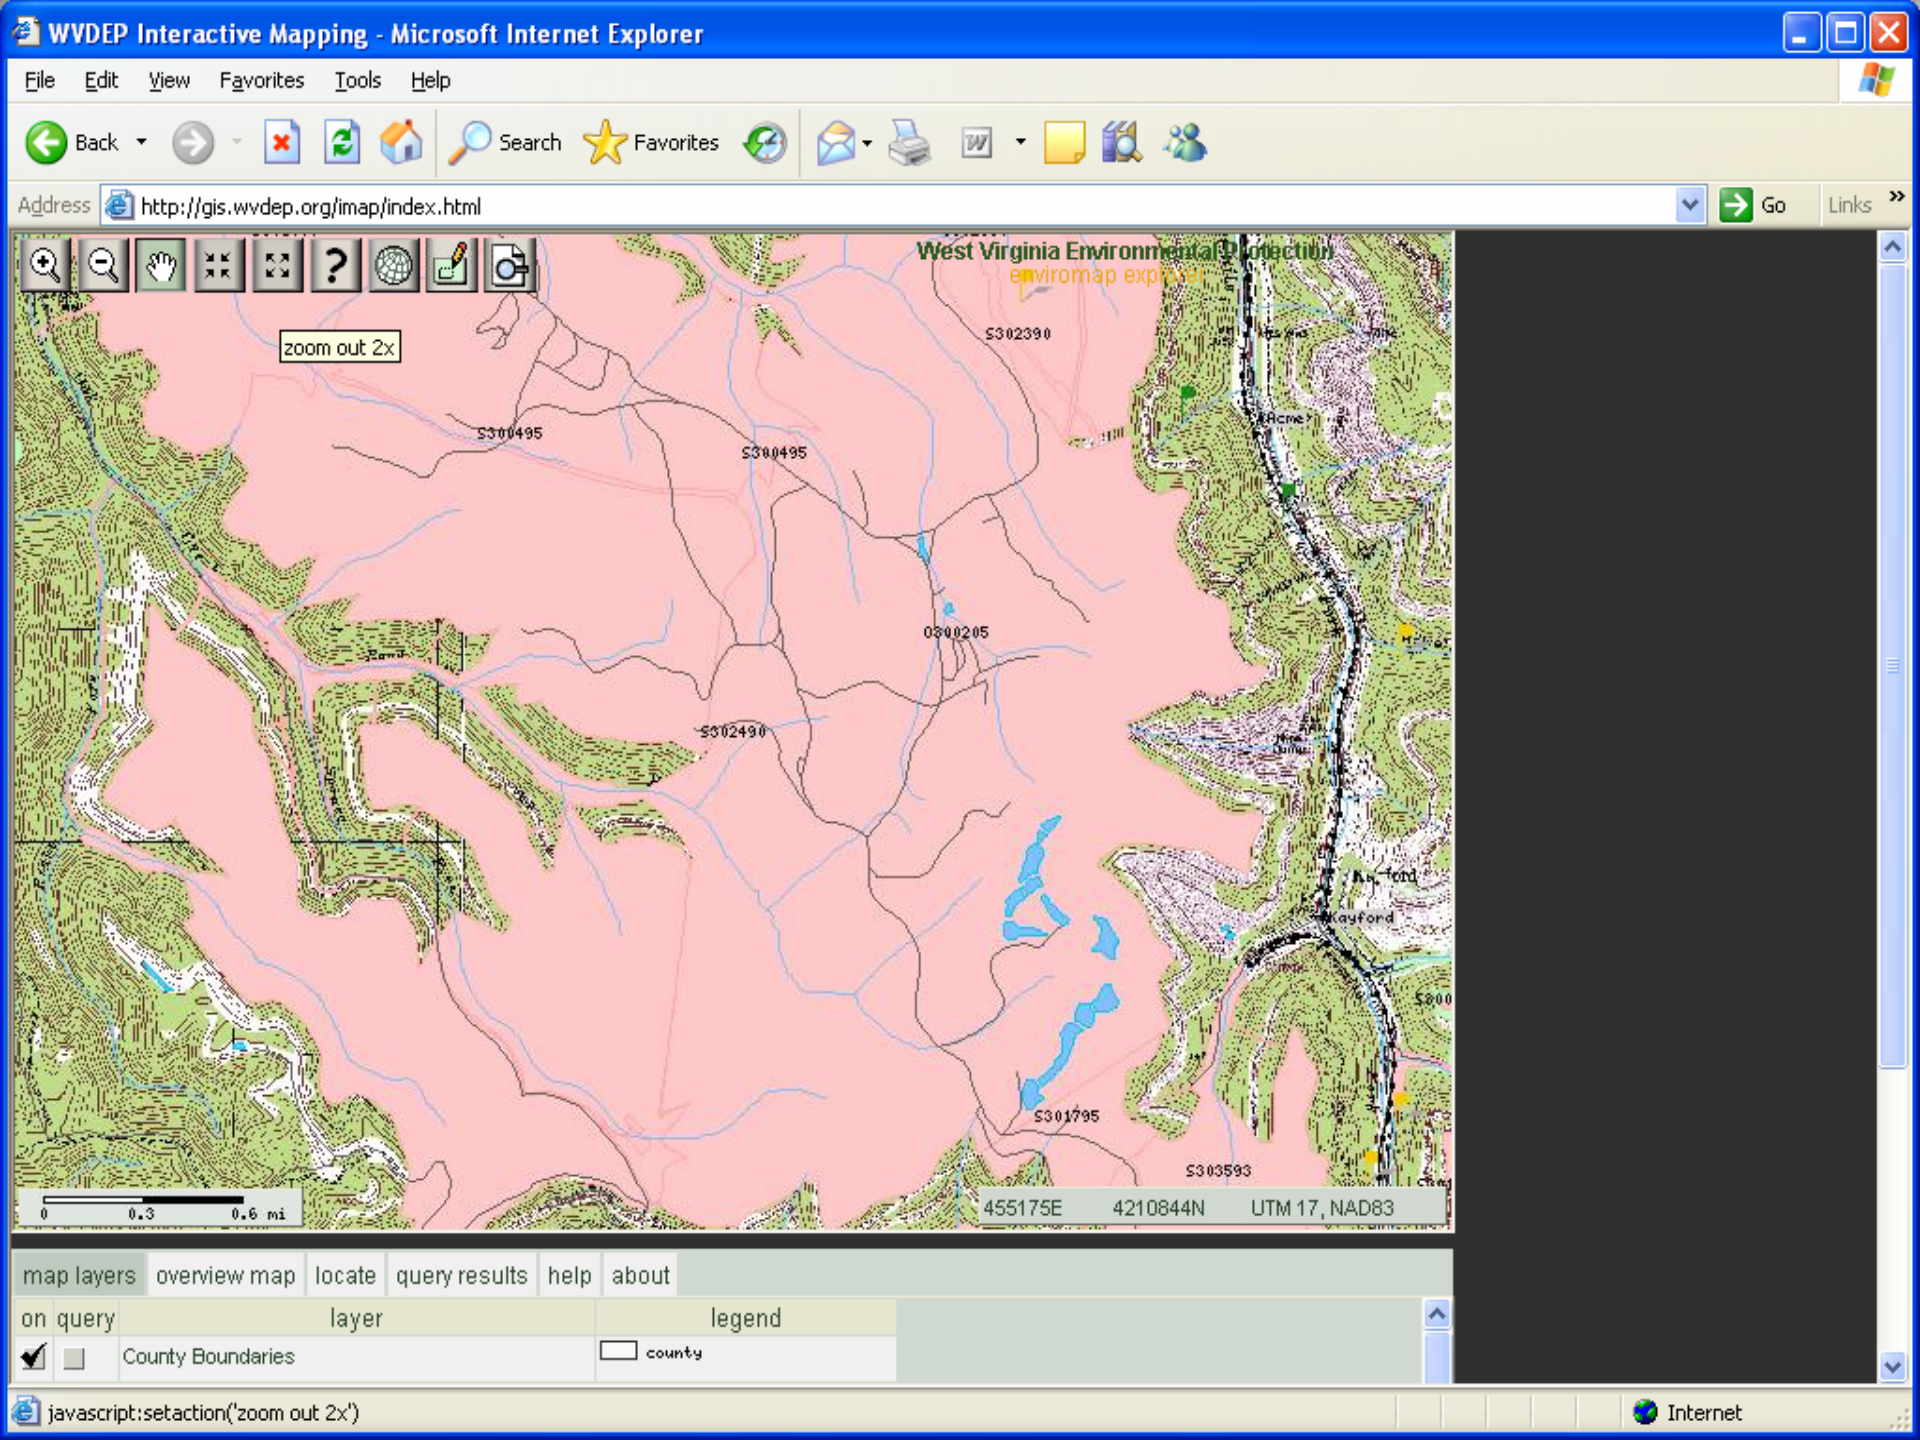 WVDEP Interactive Mapping - Microsoft Internet Explorer
File Edit View Favorites Tools Help
Back Search Favorites
Address http://gis.wvdep.org/imap/index.html Go Links »
West Virginia Environmental Protection
enviromap explorer
S302390
zoom out 2x
Acme
S300495
S300495
0300205
S302490
Kayford
S301795
S303593
0 0.3 0.6 mi
455175E 4210844N UTM 17, NAD83
map layers overview map locate query results help about
on query layer legend
County Boundaries county
javascript:setaction('zoom out 2x') Internet